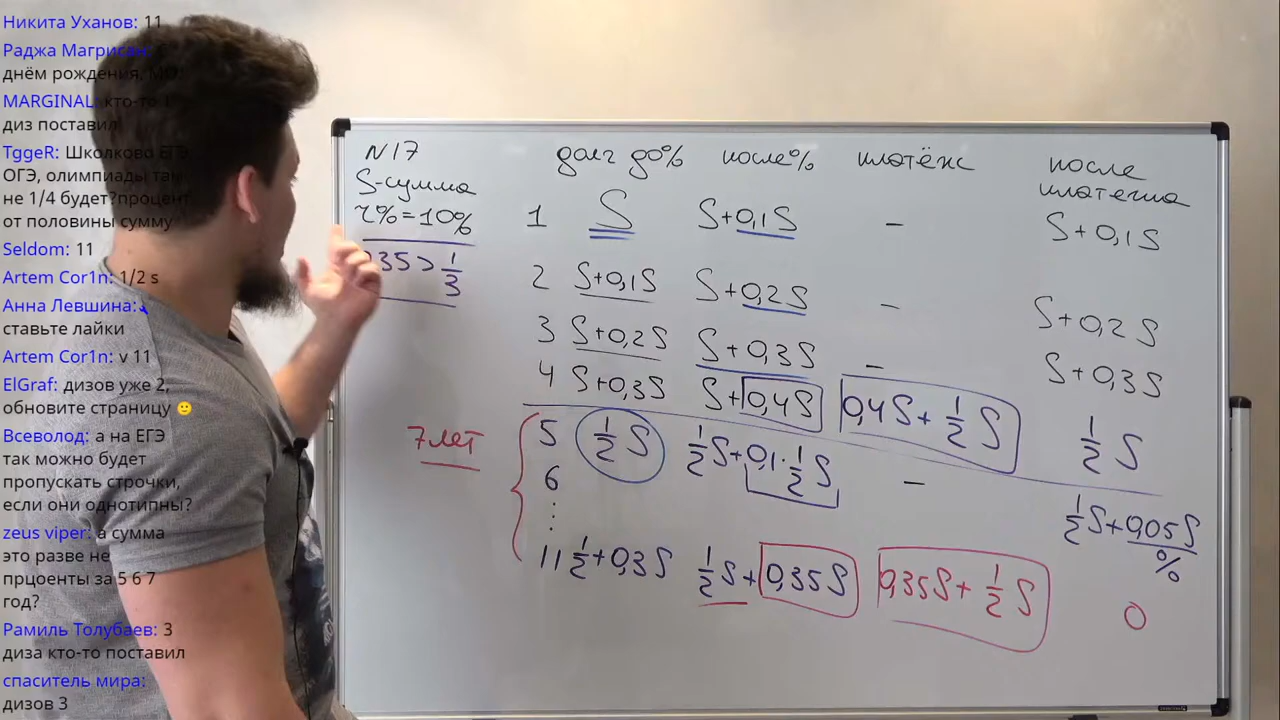 Никита Уханов: 11
Раджа Магрисан:
днём рождения,
MARGINAL: кто-то 1
диз поставил
TggeR: Школково ЕГЭ,
ОГЭ, олимпиады так
не 1/4 будет?процент
от половины сумму
Seldom: 11
Artem Cor1n: 1/2 s
Анна Левшина:
ставьте лайки
Artem Cor1n: v 11
ElGraf: дизов уже 2,
обновите страницу 🙂
Всеволод: а на ЕГЭ
так можно будет
пропускать строчки,
если они однотипны?
zeus viper: а сумма
это разве не
прценты за 5 6 7
год?
Рамиль Толубаев: 3
диза кто-то поставил
спаситель мира:
дизов 3
N17
S-сумма
r%=10%
35 > 1/3
долг до% после% платёж после платежа
1 S S+0,1S – S+0,1S
2 S+0,1S S+0,2S – S+0,2S
3 S+0,2S S+0,3S – S+0,3S
4 S+0,3S S+0,4S 0,4S+1/2 S 1/2 S
7 лет
5 1/2 S 1/2 S+0,1·1/2 S – 1/2 S+0,05S
%
6
⋮
11 1/2+0,3S 1/2 S+0,35S 0,35S+1/2 S 0